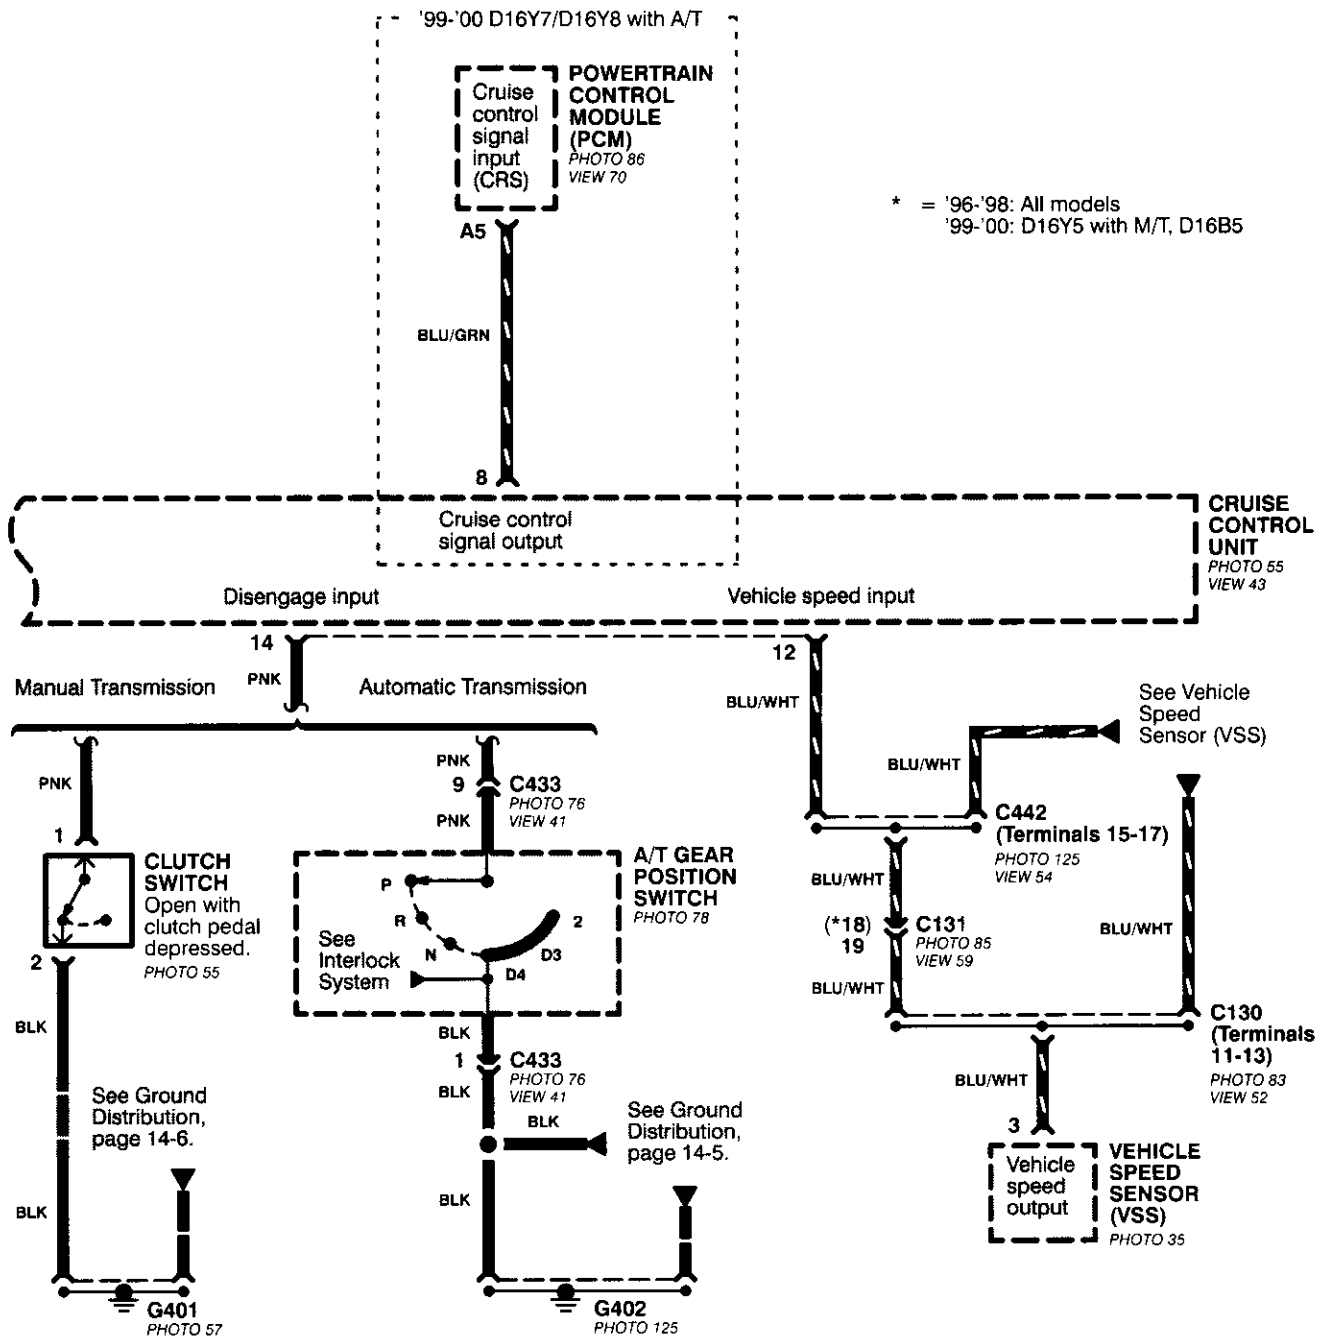 '99-'00 D16Y7/D16Y8 with A/T
Cruise
control
signal
input
(CRS)
POWERTRAIN
CONTROL
MODULE
(PCM)
PHOTO 86
VIEW 70
* = '96-'98: All models
'99-'00: D16Y5 with M/T, D16B5
A5
BLU/GRN
8
Cruise control
signal output
CRUISE
CONTROL
UNIT
PHOTO 55
VIEW 43
Disengage input
Vehicle speed input
14
PNK
12
Manual Transmission
Automatic Transmission
BLU/WHT
See Vehicle
Speed
Sensor (VSS)
BLU/WHT
PNK
1
CLUTCH
SWITCH
Open with
clutch pedal
depressed.
PHOTO 55
2
BLK
See Ground
Distribution,
page 14-6.
BLK
G401
PHOTO 57
PNK
9
C433
PHOTO 76
VIEW 41
PNK
A/T GEAR
POSITION
SWITCH
PHOTO 78
P
R
N
D4
D3
2
See
Interlock
System
BLK
1
C433
PHOTO 76
VIEW 41
BLK
BLK
See Ground
Distribution,
page 14-5.
BLK
G402
PHOTO 125
C442
(Terminals 15-17)
PHOTO 125
VIEW 54
BLU/WHT
(*18)
19
C131
PHOTO 85
VIEW 59
BLU/WHT
BLU/WHT
C130
(Terminals
11-13)
PHOTO 83
VIEW 52
BLU/WHT
3
Vehicle
speed
output
VEHICLE
SPEED
SENSOR
(VSS)
PHOTO 35